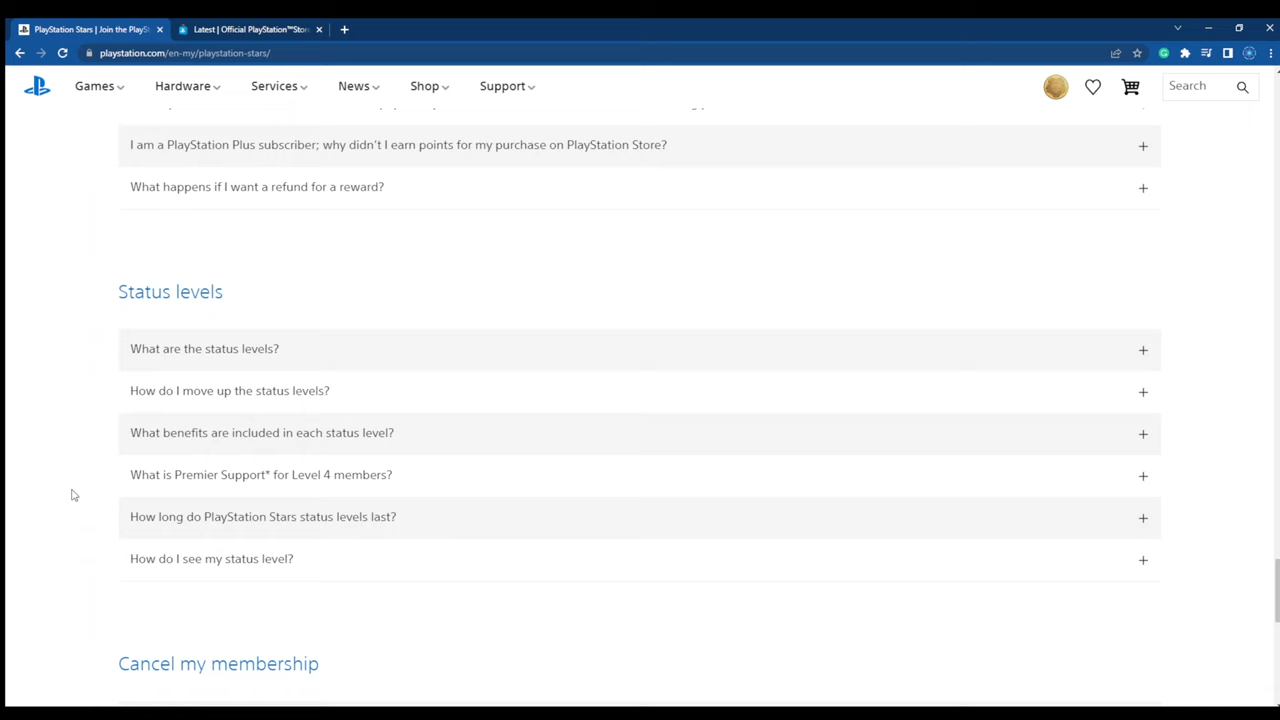 PlayStation Stars | Join the PlayS
Latest | Official PlayStation™Store
playstation.com/en-my/playstation-stars/
Games
Hardware
Services
News
Shop
Support
Search
I am a PlayStation Plus subscriber; why didn't I earn points for my purchase on PlayStation Store?
What happens if I want a refund for a reward?
Status levels
What are the status levels?
How do I move up the status levels?
What benefits are included in each status level?
What is Premier Support* for Level 4 members?
How long do PlayStation Stars status levels last?
How do I see my status level?
Cancel my membership